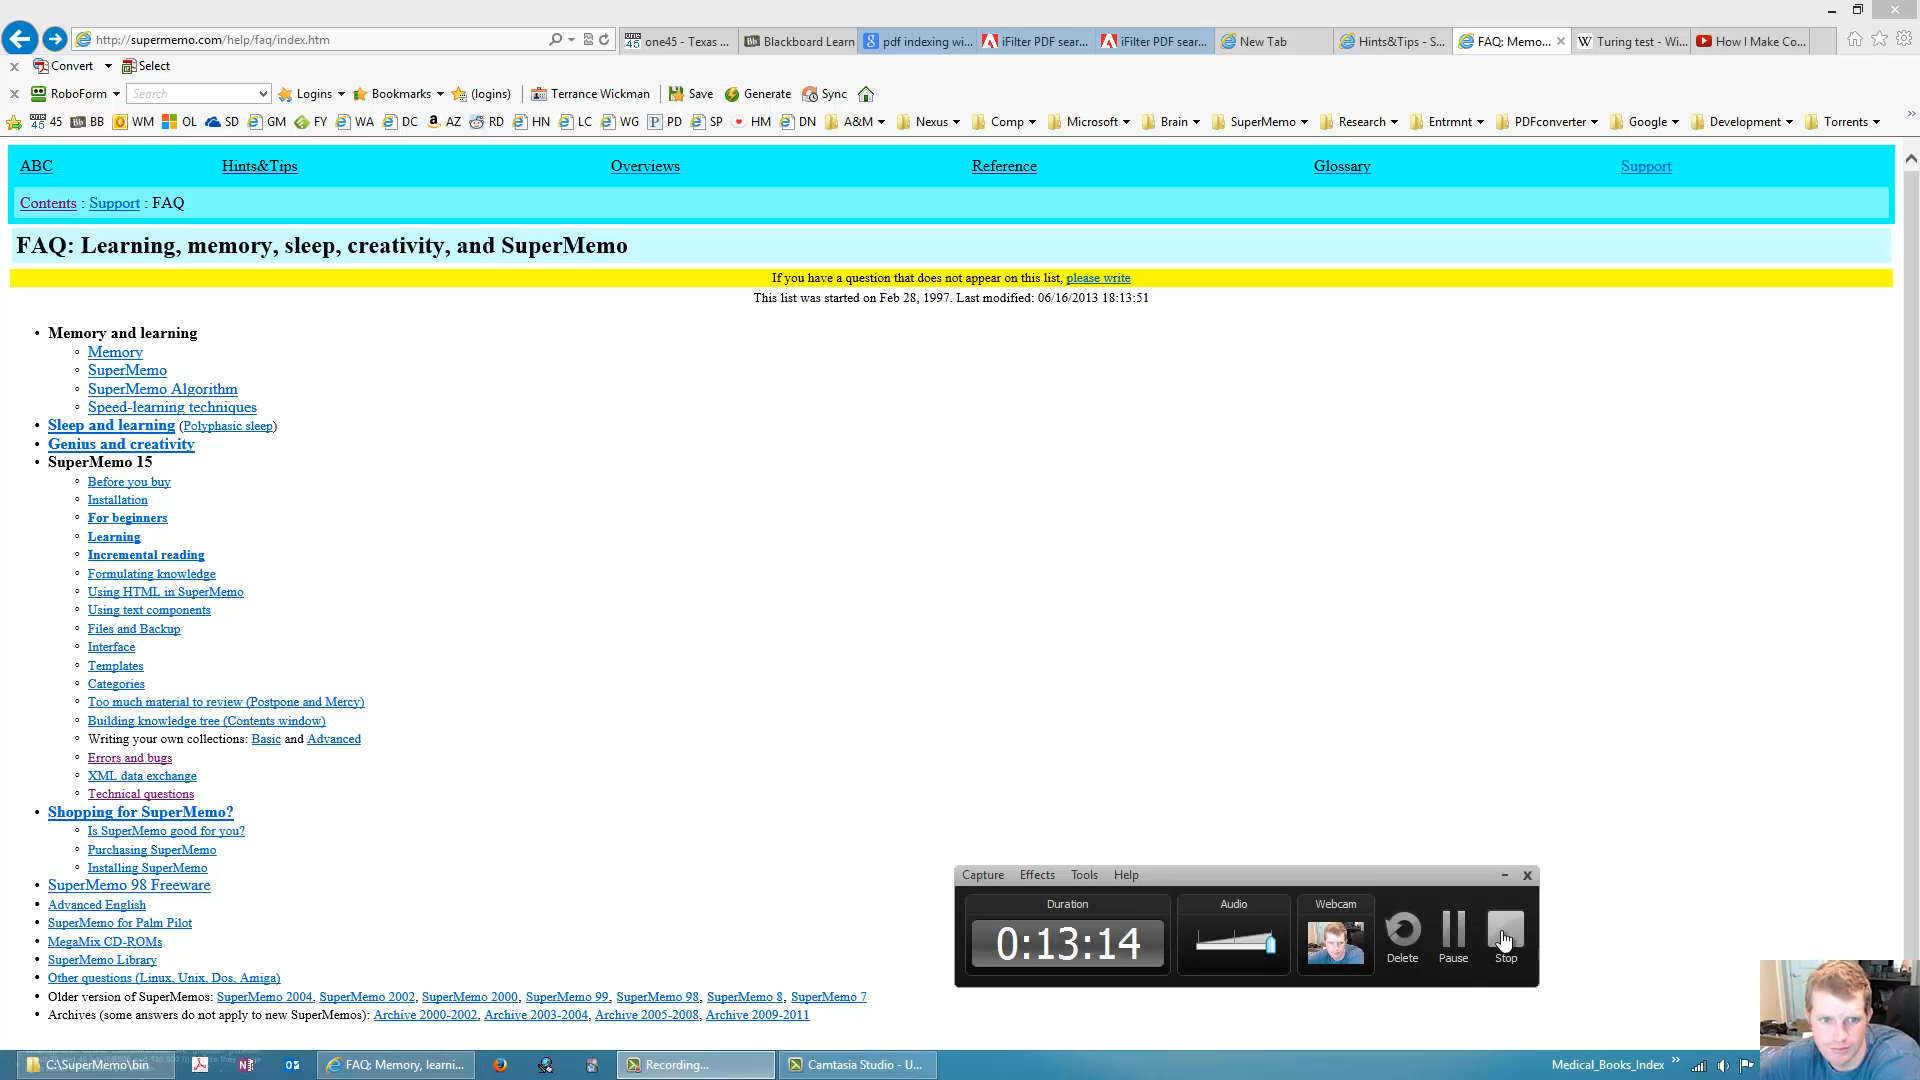 http://supermemo.com/help/faq/index.htm
one45 - Texas ... Blackboard Learn pdf indexing wi... iFilter PDF sear... iFilter PDF sear... New Tab Hints&Tips - S... FAQ: Memo... Turing test - Wi... How I Make Co...
Convert Select
RoboForm Search Logins Bookmarks (logins) Terrance Wickman Save Generate Sync
45 BB WM OL SD GM FY WA DC AZ RD HN LC WG PD SP HM DN A&M Nexus Comp Microsoft Brain SuperMemo Research Entrmnt PDFconverter Google Development Torrents
ABC Hints&Tips Overviews Reference Glossary Support
Contents : Support : FAQ
FAQ: Learning, memory, sleep, creativity, and SuperMemo
If you have a question that does not appear on this list, please write
This list was started on Feb 28, 1997. Last modified: 06/16/2013 18:13:51
• Memory and learning
◦ Memory
◦ SuperMemo
◦ SuperMemo Algorithm
◦ Speed-learning techniques
• Sleep and learning (Polyphasic sleep)
• Genius and creativity
• SuperMemo 15
◦ Before you buy
◦ Installation
◦ For beginners
◦ Learning
◦ Incremental reading
◦ Formulating knowledge
◦ Using HTML in SuperMemo
◦ Using text components
◦ Files and Backup
◦ Interface
◦ Templates
◦ Categories
◦ Too much material to review (Postpone and Mercy)
◦ Building knowledge tree (Contents window)
◦ Writing your own collections: Basic and Advanced
◦ Errors and bugs
◦ XML data exchange
◦ Technical questions
• Shopping for SuperMemo?
◦ Is SuperMemo good for you?
◦ Purchasing SuperMemo
◦ Installing SuperMemo
• SuperMemo 98 Freeware
• Advanced English
• SuperMemo for Palm Pilot
• MegaMix CD-ROMs
• SuperMemo Library
• Other questions (Linux, Unix, Dos, Amiga)
• Older version of SuperMemos: SuperMemo 2004, SuperMemo 2002, SuperMemo 2000, SuperMemo 99, SuperMemo 98, SuperMemo 8, SuperMemo 7
• Archives (some answers do not apply to new SuperMemos): Archive 2000-2002, Archive 2003-2004, Archive 2005-2008, Archive 2009-2011
Capture Effects Tools Help
Duration Audio Webcam
0:13:14
Delete Pause Stop
C:\SuperMemo\bin FAQ: Memory, learni... Recording... Camtasia Studio - U... Medical_Books_Index